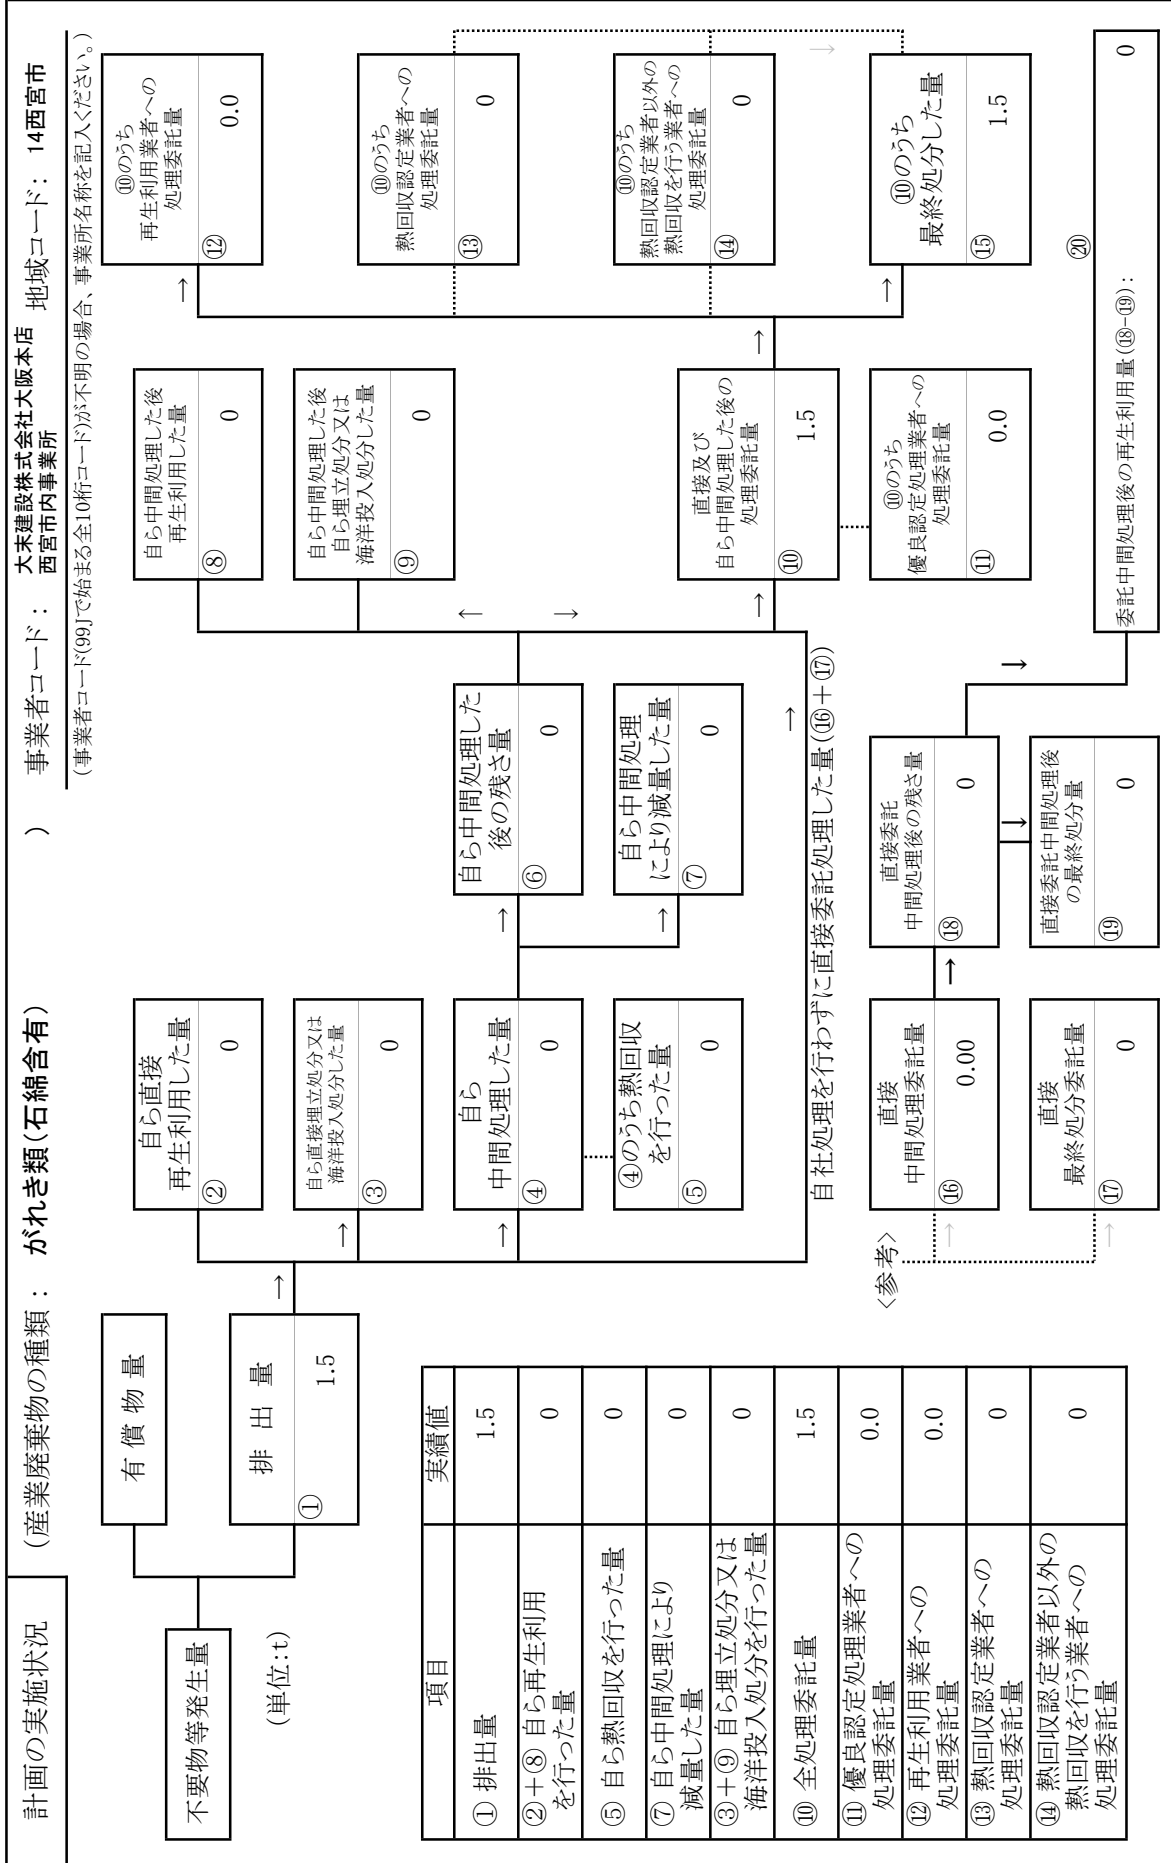 計画の実施状況
(産業廃棄物の種類： がれき類(石綿含有)
)
事業者コード： 大末建設株式会社大阪本店
西宮市内事業所
地域コード： 14西宮市
(事業者コード(99Jで始まる全10桁コード)が不明の場合、事業所名称を記入ください。)
不要物等発生量
(単位:t)
有 償 物 量
排 出 量
① 1.5
→
自ら直接
再生利用した量
② 0
→
自ら直接埋立処分又は
海洋投入処分した量
③ 0
→
自ら
中間処理した量
④ 0
④のうち熱回収
を行った量
⑤ 0
→
自ら中間処理した
後の残さ量
⑥ 0
→
自ら中間処理
により減量した量
⑦ 0
自ら中間処理した後
再生利用した量
⑧ 0
自ら中間処理した後
自ら埋立処分又は
海洋投入処分した量
⑨ 0
←
→
→
直接及び
自ら中間処理した後の
処理委託量
⑩ 1.5
⑩のうち
優良認定処理業者への
処理委託量
⑪ 0.0
→
→
⑩のうち
再生利用業者への
処理委託量
⑫ 0.0
⑩のうち
熱回収認定業者への
処理委託量
⑬ 0
⑩のうち
熱回収認定業者以外の
熱回収を行う業者への
処理委託量
⑭ 0
→
→
⑩のうち
最終処分した量
⑮ 1.5
自社処理を行わずに直接委託処理した量(⑯＋⑰)
→
<参考>
→
直接
中間処理委託量
⑯ 0.00
→
直接
最終処分委託量
⑰ 0
→
直接委託
中間処理後の残さ量
⑱ 0
→
直接委託中間処理後
の最終処分量
⑲ 0
→
⑳
委託中間処理後の再生利用量(⑱-⑲)： 0
項目 実績値
① 排出量 1.5
②＋⑧ 自ら再生利用
を行った量 0
⑤ 自ら熱回収を行った量 0
⑦ 自ら中間処理により
減量した量 0
③＋⑨ 自ら埋立処分又は
海洋投入処分を行った量 0
⑩ 全処理委託量 1.5
⑪ 優良認定処理業者への
処理委託量 0.0
⑫ 再生利用業者への
処理委託量 0.0
⑬ 熱回収認定業者への
処理委託量 0
⑭ 熱回収認定業者以外の
熱回収を行う業者への
処理委託量 0